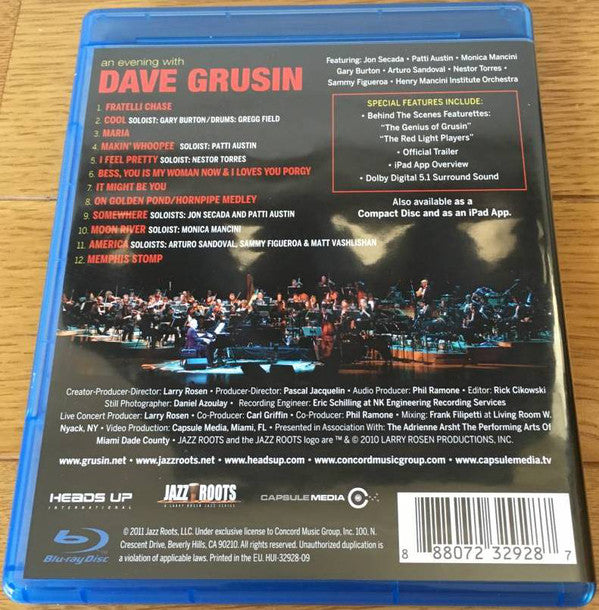 an evening with
DAVE GRUSIN
1. FRATELLI CHASE
2. COOL SOLOIST: GARY BURTON/DRUMS: GREGG FIELD
3. MARIA
4. MAKIN' WHOOPEE SOLOIST: PATTI AUSTIN
5. I FEEL PRETTY SOLOIST: NESTOR TORRES
6. BESS, YOU IS MY WOMAN NOW & I LOVES YOU PORGY
7. IT MIGHT BE YOU
8. ON GOLDEN POND/HORNPIPE MEDLEY
9. SOMEWHERE SOLOISTS: JON SECADA AND PATTI AUSTIN
10. MOON RIVER SOLOIST: MONICA MANCINI
11. AMERICA SOLOISTS: ARTURO SANDOVAL, SAMMY FIGUEROA & MATT VASHLISHAN
12. MEMPHIS STOMP
Featuring: Jon Secada • Patti Austin • Monica Mancini
Gary Burton • Arturo Sandoval • Nestor Torres
Sammy Figueroa • Henry Mancini Institute Orchestra
SPECIAL FEATURES INCLUDE:
• Behind The Scenes Featurettes:
"The Genius of Grusin"
"The Red Light Players"
• Official Trailer
• iPad App Overview
• Dolby Digital 5.1 Surround Sound
Also available as a
Compact Disc and as an iPad App.
Creator-Producer-Director: Larry Rosen • Producer-Director: Pascal Jacquelin • Audio Producer: Phil Ramone • Editor: Rick Cikowski
Still Photographer: Daniel Azoulay • Recording Engineer: Eric Schilling at NK Engineering Recording Services
Live Concert Producer: Larry Rosen • Co-Producer: Carl Griffin • Co-Producer: Phil Ramone • Mixing: Frank Filipetti at Living Room W.
Nyack, NY • Video Production: Capsule Media, Miami, FL • Presented in Association With: The Adrienne Arsht The Performing Arts Of
Miami Dade County • JAZZ ROOTS and the JAZZ ROOTS logo are ™ & © 2010 LARRY ROSEN PRODUCTIONS, INC.
www.grusin.net • www.jazzroots.net • www.headsup.com • www.concordmusicgroup.com • www.capsulemedia.tv
HEADS UP
INTERNATIONAL
JAZZ ROOTS
A LARRY ROSEN JAZZ SERIES
CAPSULE MEDIA
Blu-ray Disc
© 2011 Jazz Roots, LLC. Under exclusive license to Concord Music Group, Inc. 100, N.
Crescent Drive, Beverly Hills, CA 90210. All rights reserved. Unauthorized duplication is
a violation of applicable laws. Printed in the EU. HUI-32928-09
8 88072 32928 7